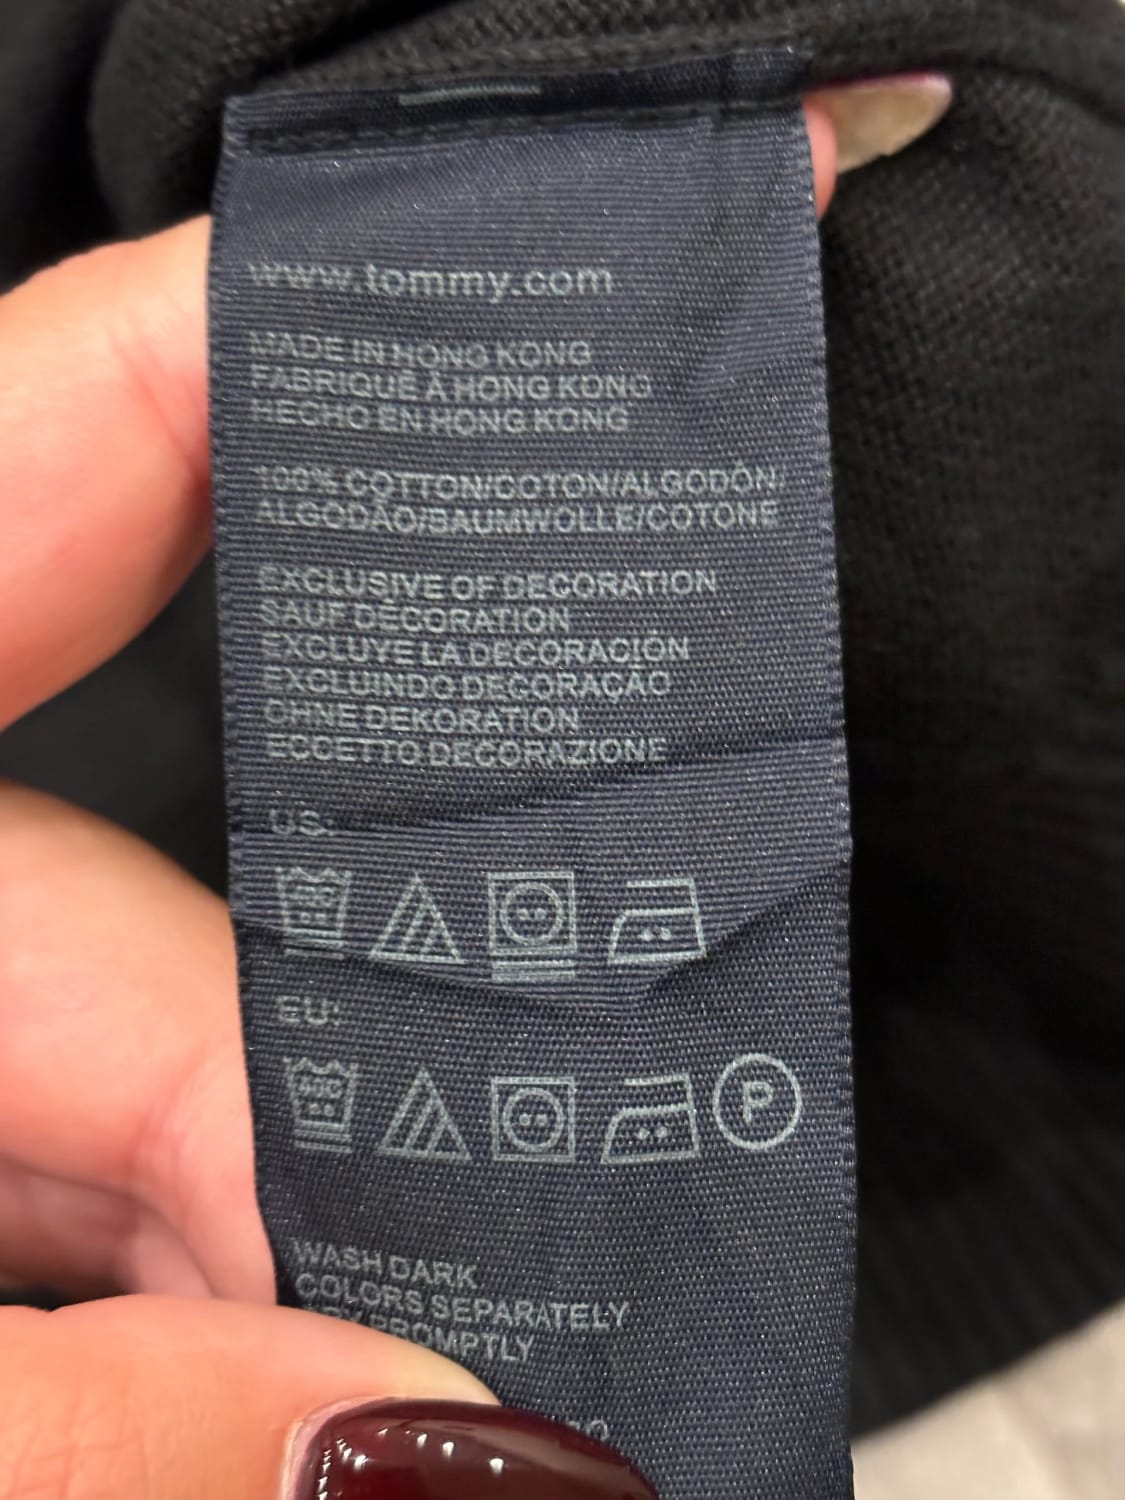 www.tommy.com
MADE IN HONG KONG
FABRIQUÉ À HONG KONG
HECHO EN HONG KONG
100% COTTON/COTON/ALGODÓN/
ALGODÃO/BAUMWOLLE/COTONE
EXCLUSIVE OF DECORATION
SAUF DÉCORATION
EXCLUYE LA DECORACIÓN
EXCLUINDO DECORAÇÃO
OHNE DEKORATION
ECCETTO DECORAZIONE
US:
EU:
P
WASH DARK
COLORS SEPARATELY
DRY PROMPTLY